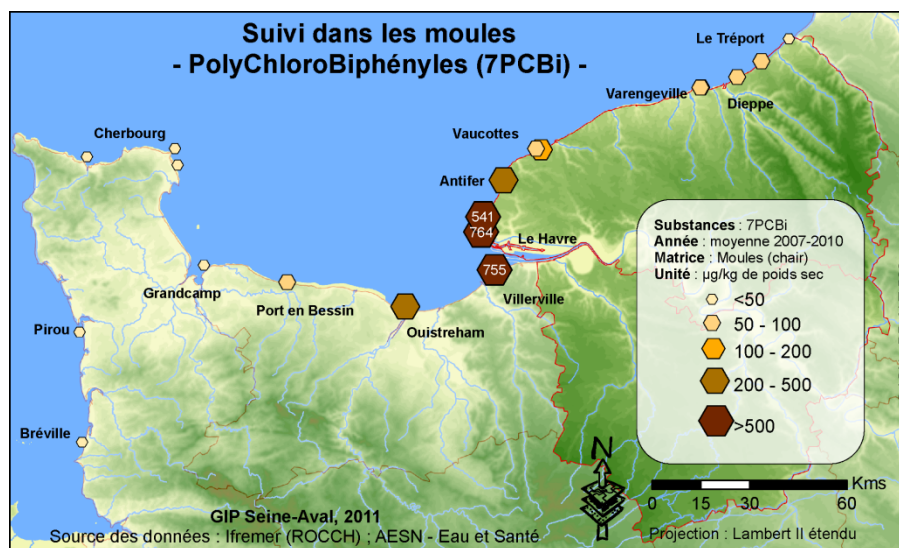 Suivi dans les moules
- PolyChloroBiphényles (7PCBi) -
Le Tréport
Varengeville
Dieppe
Cherbourg
Vaucottes
Antifer
541
764
Le Havre
755
Grandcamp
Port en Bessin
Villerville
Ouistreham
Pirou
Bréville
Substances : 7PCBi
Année : moyenne 2007-2010
Matrice : Moules (chair)
Unité : µg/kg de poids sec
<50
50 - 100
100 - 200
200 - 500
>500
N
Kms
0 15 30 60
GIP Seine-Aval, 2011
Source des données : Ifremer (ROCCH) ; AESN - Eau et Santé
Projection : Lambert II étendu